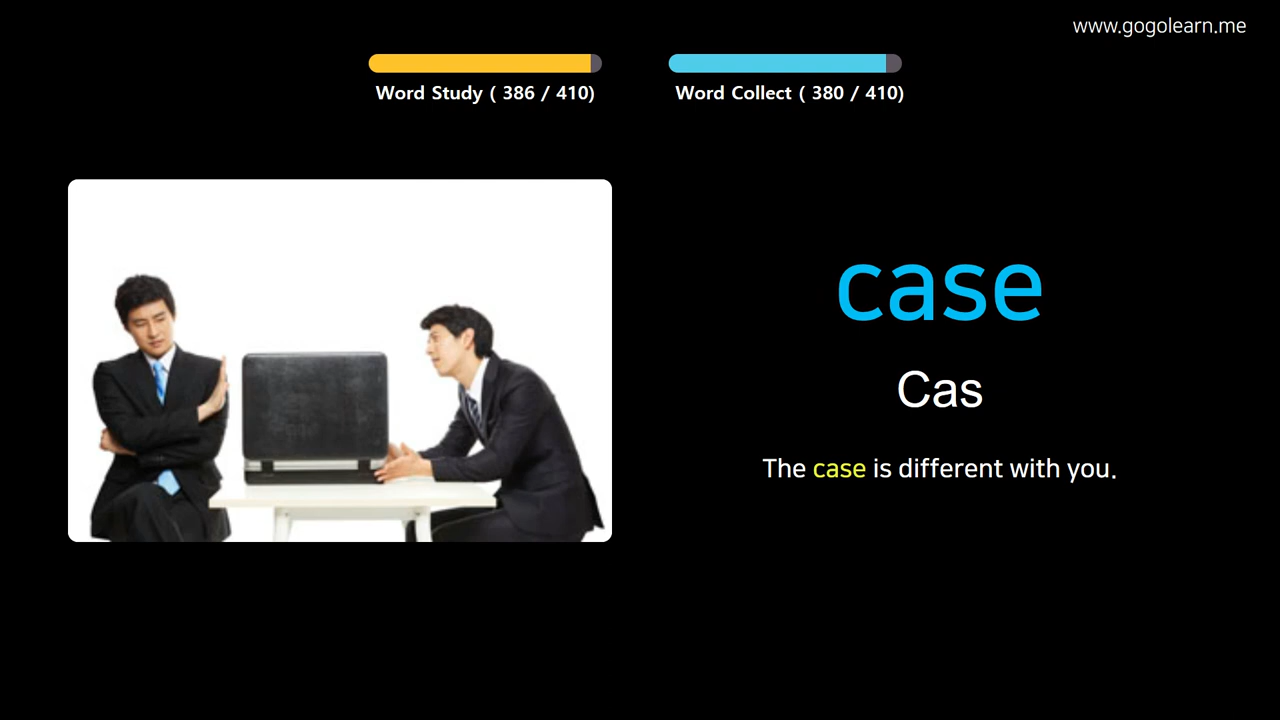 www.gogolearn.me
Word Study ( 386 / 410)
Word Collect ( 380 / 410)
case
Cas
The case is different with you.